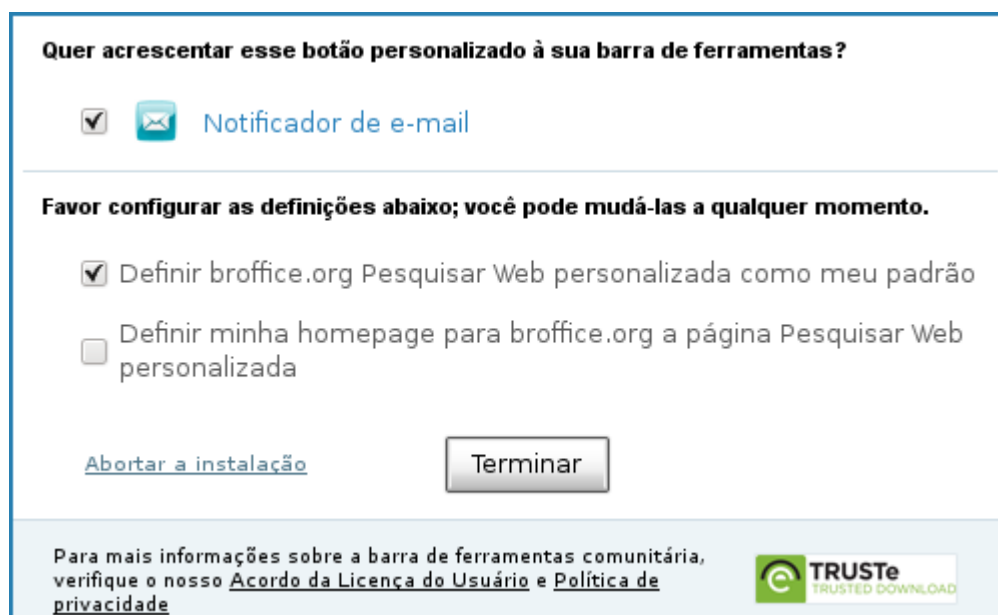 Quer acrescentar esse botão personalizado à sua barra de ferramentas?
Notificador de e-mail
Favor configurar as definições abaixo; você pode mudá-las a qualquer momento.
Definir broffice.org Pesquisar Web personalizada como meu padrão
Definir minha homepage para broffice.org a página Pesquisar Web
personalizada
Abortar a instalação
Terminar
Para mais informações sobre a barra de ferramentas comunitária,
verifique o nosso Acordo da Licença do Usuário e Política de
privacidade
TRUSTe
TRUSTED DOWNLOAD